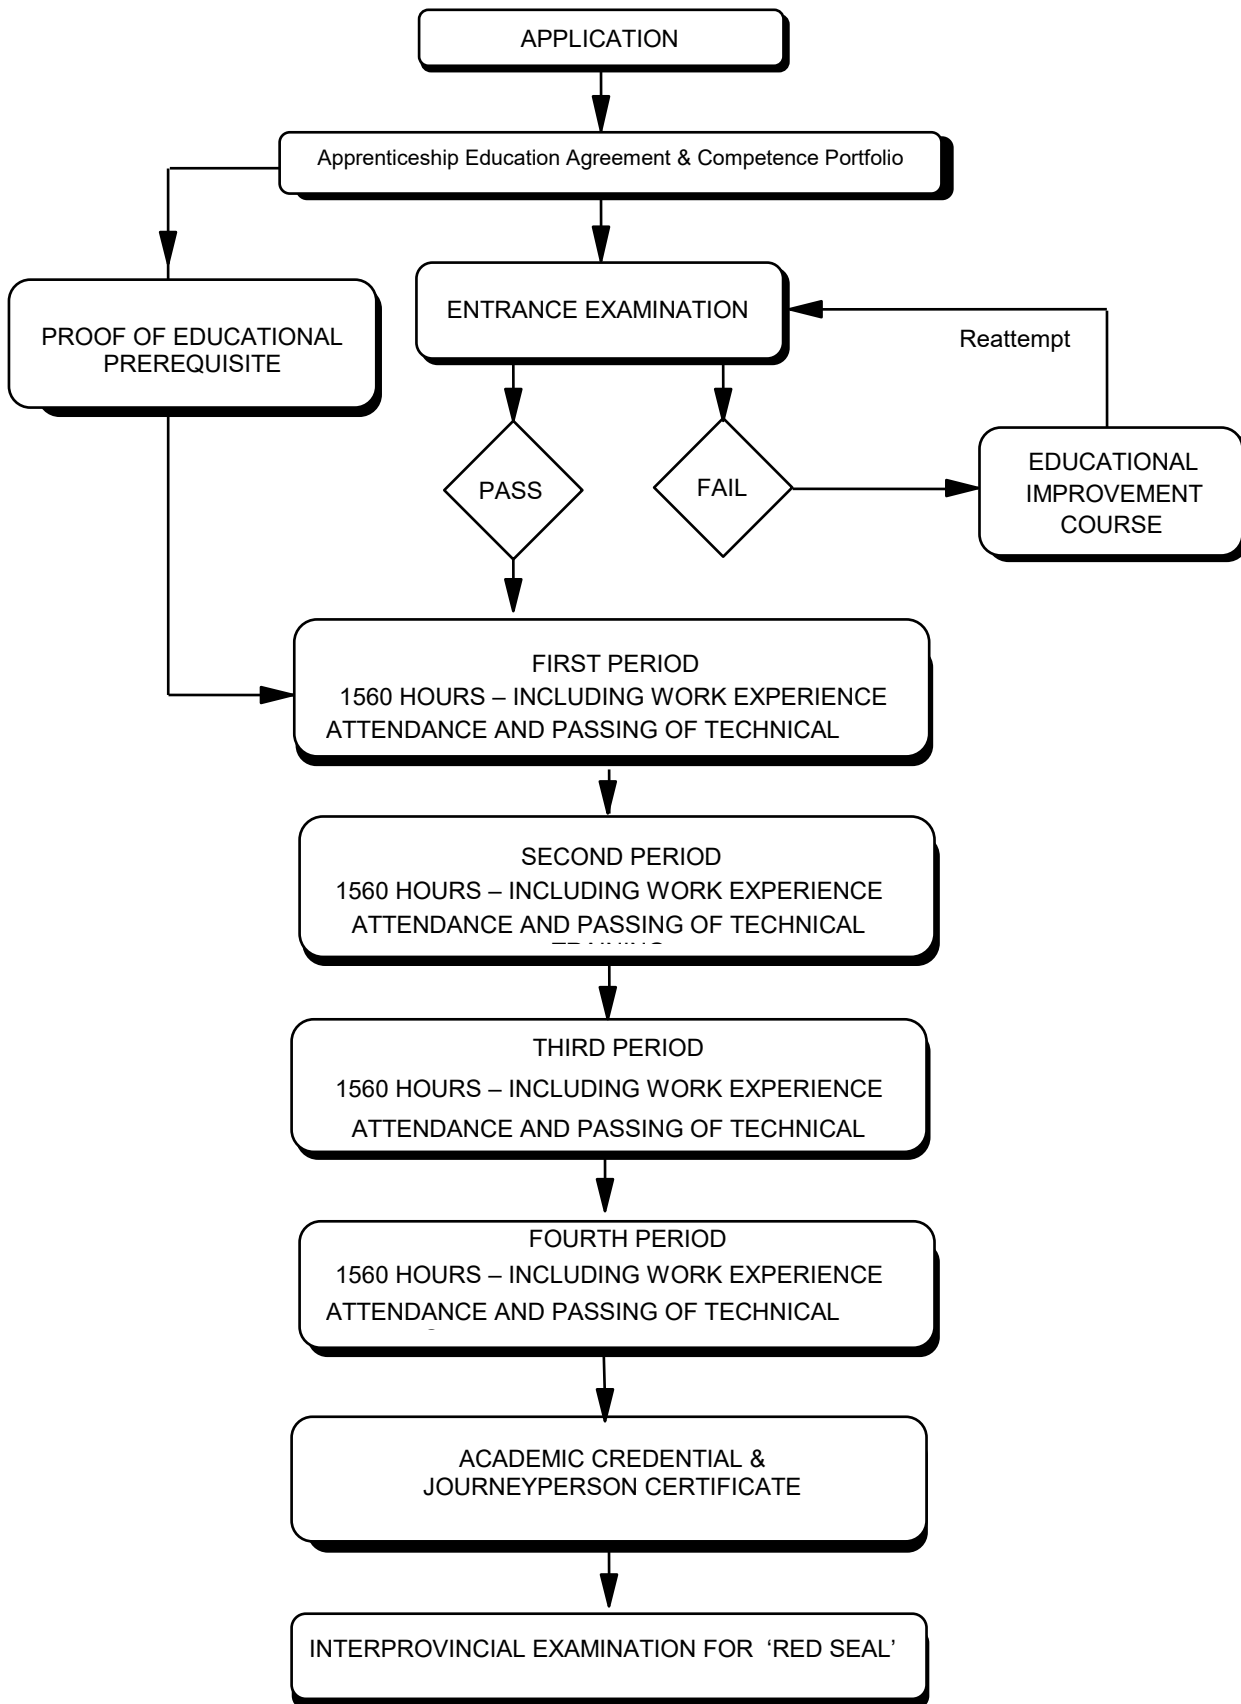 APPLICATION
Apprenticeship Education Agreement & Competence Portfolio
ENTRANCE EXAMINATION
PROOF OF EDUCATIONAL
PREREQUISITE
Reattempt
PASS
FAIL
EDUCATIONAL
IMPROVEMENT
COURSE
FIRST PERIOD
1560 HOURS – INCLUDING WORK EXPERIENCE
ATTENDANCE AND PASSING OF TECHNICAL
SECOND PERIOD
1560 HOURS – INCLUDING WORK EXPERIENCE
ATTENDANCE AND PASSING OF TECHNICAL
THIRD PERIOD
1560 HOURS – INCLUDING WORK EXPERIENCE
ATTENDANCE AND PASSING OF TECHNICAL
FOURTH PERIOD
1560 HOURS – INCLUDING WORK EXPERIENCE
ATTENDANCE AND PASSING OF TECHNICAL
ACADEMIC CREDENTIAL &
JOURNEYPERSON CERTIFICATE
INTERPROVINCIAL EXAMINATION FOR ‘RED SEAL’